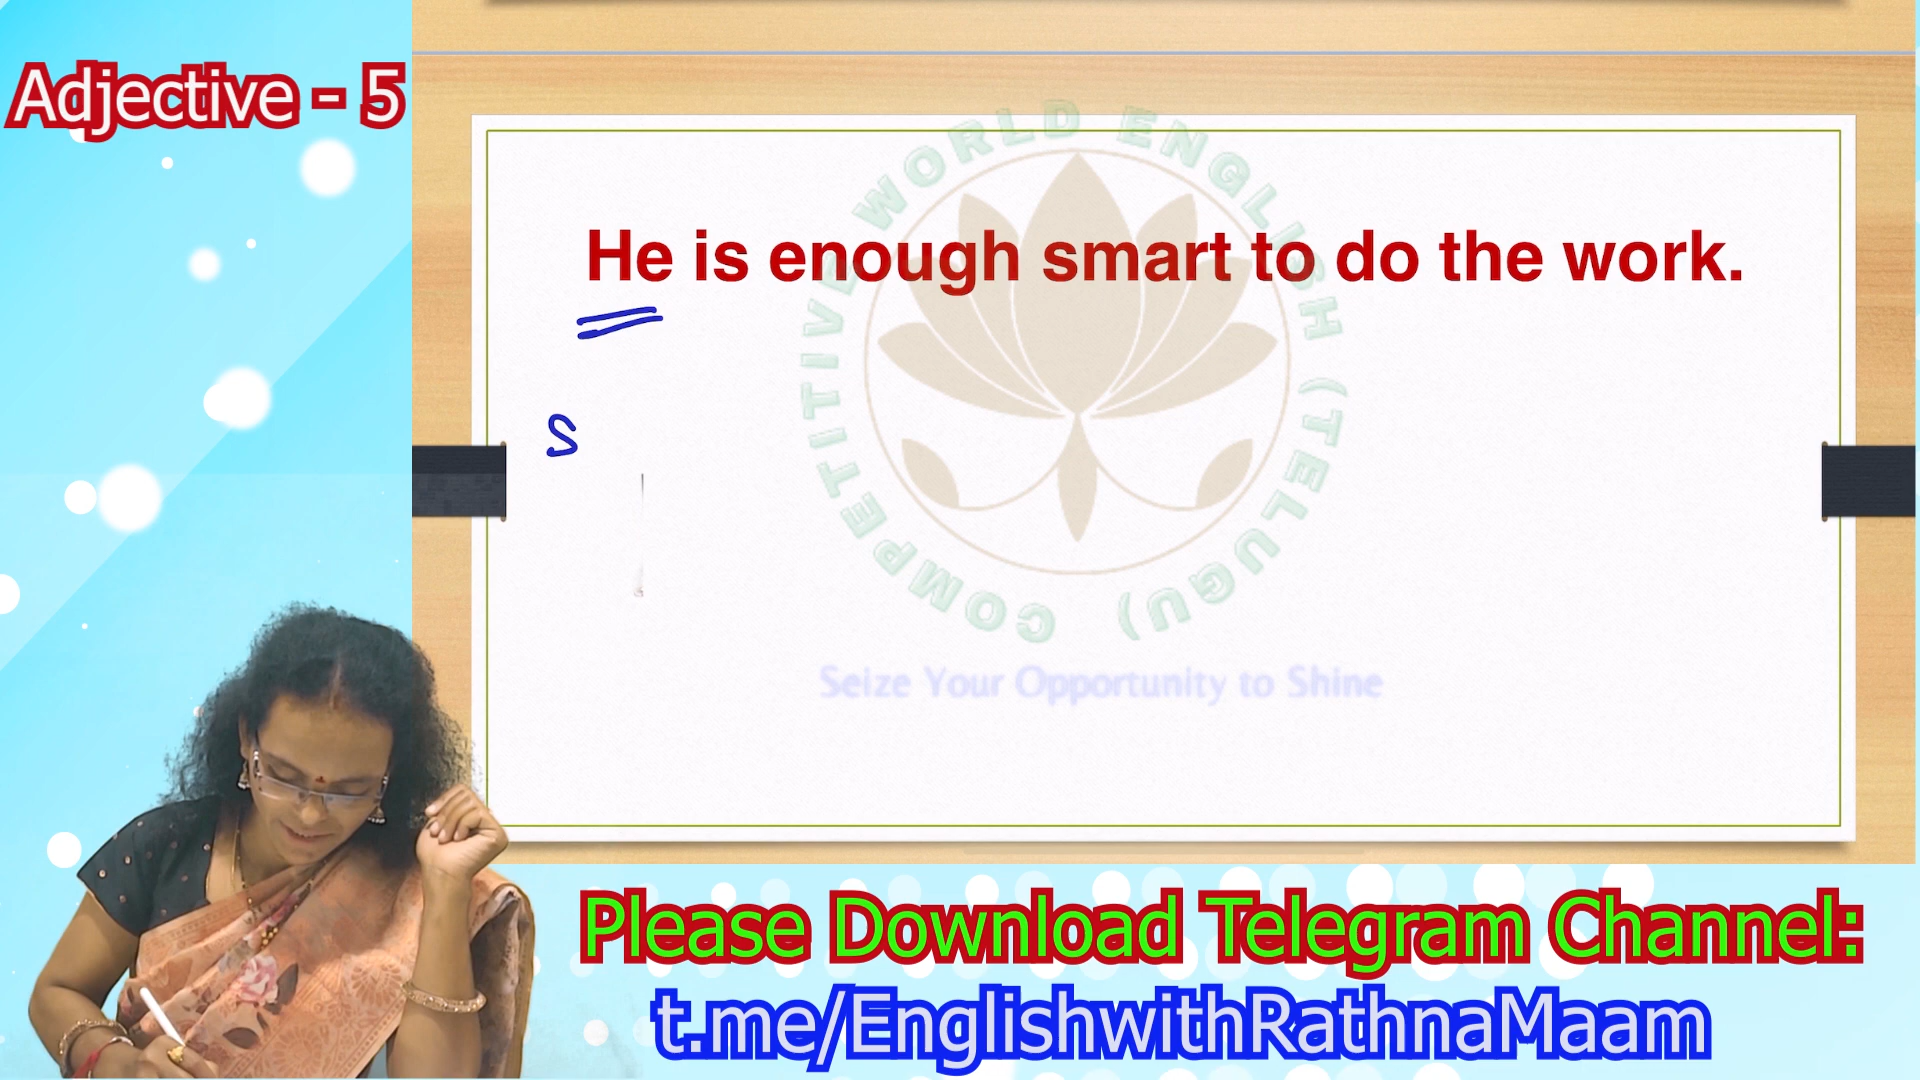 Adjective - 5
COMPETITIVE WORLD ENGLISH (TELUGU)
He is enough smart to do the work.
S
Seize Your Opportunity to Shine
Please Download Telegram Channel:
t.me/EnglishwithRathnaMaam